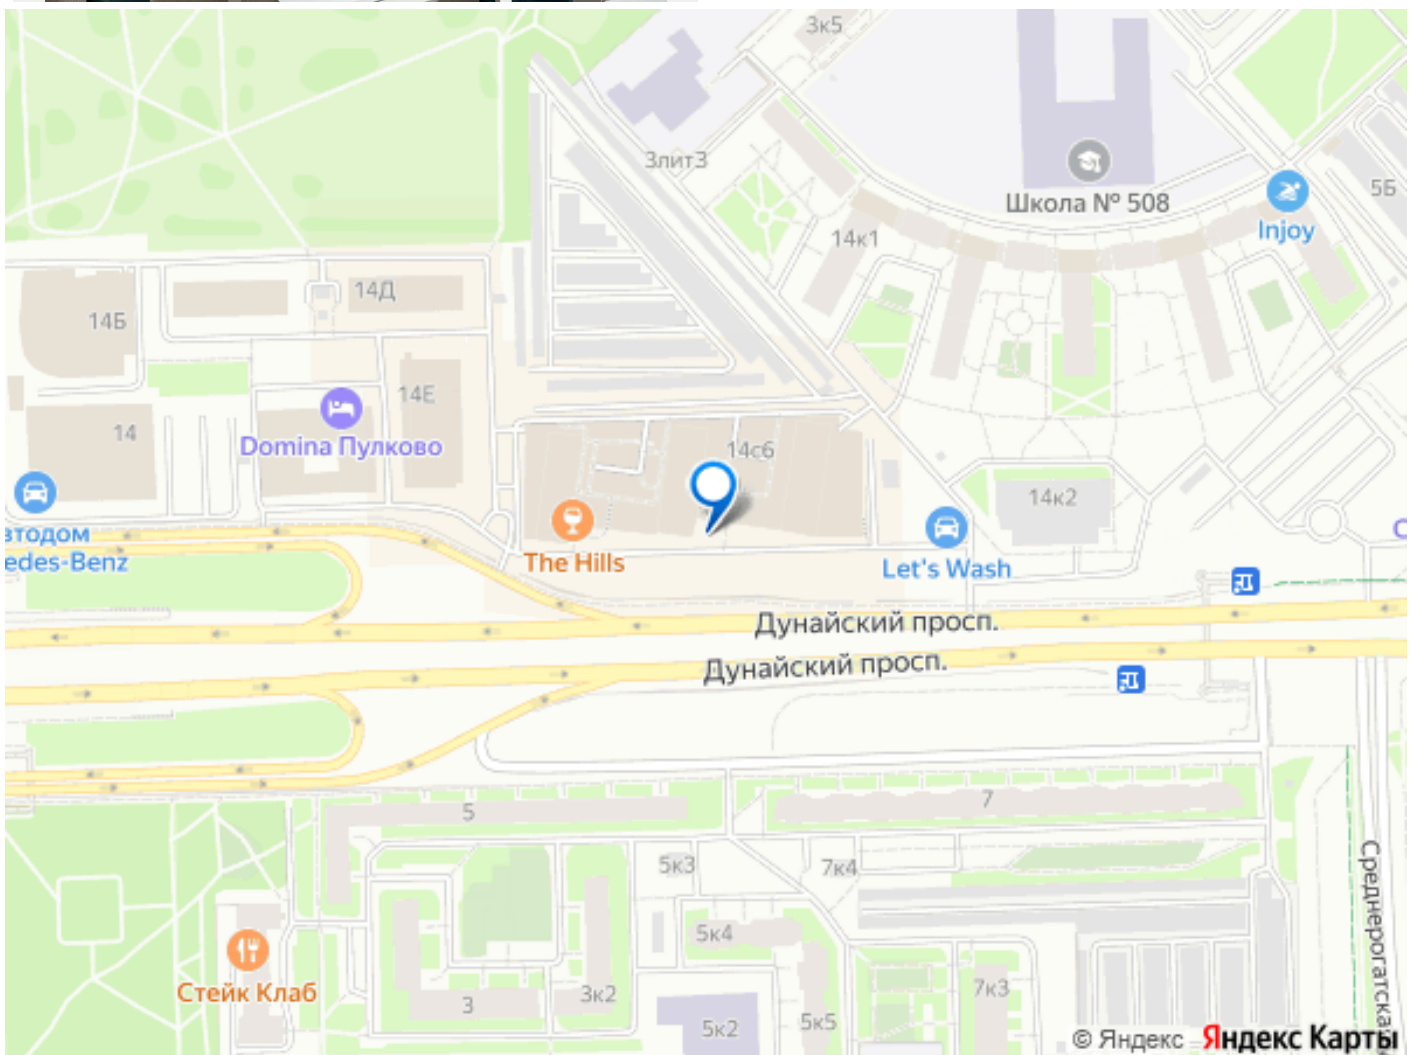 3к5
3лит3
Школа № 508
5Б
Injoy
14к1
14Д
14Б
14Е
14
Domina Пулково
14с6
14к2
The Hills
Let's Wash
втодом
edes-Benz
С
Дунайский просп.
Дунайский просп.
5
7
5к3
7к4
Среднерогатская
5к4
Стейк Клаб
3
3к2
7к3
5к2
5к5
© Яндекс Яндекс Карты